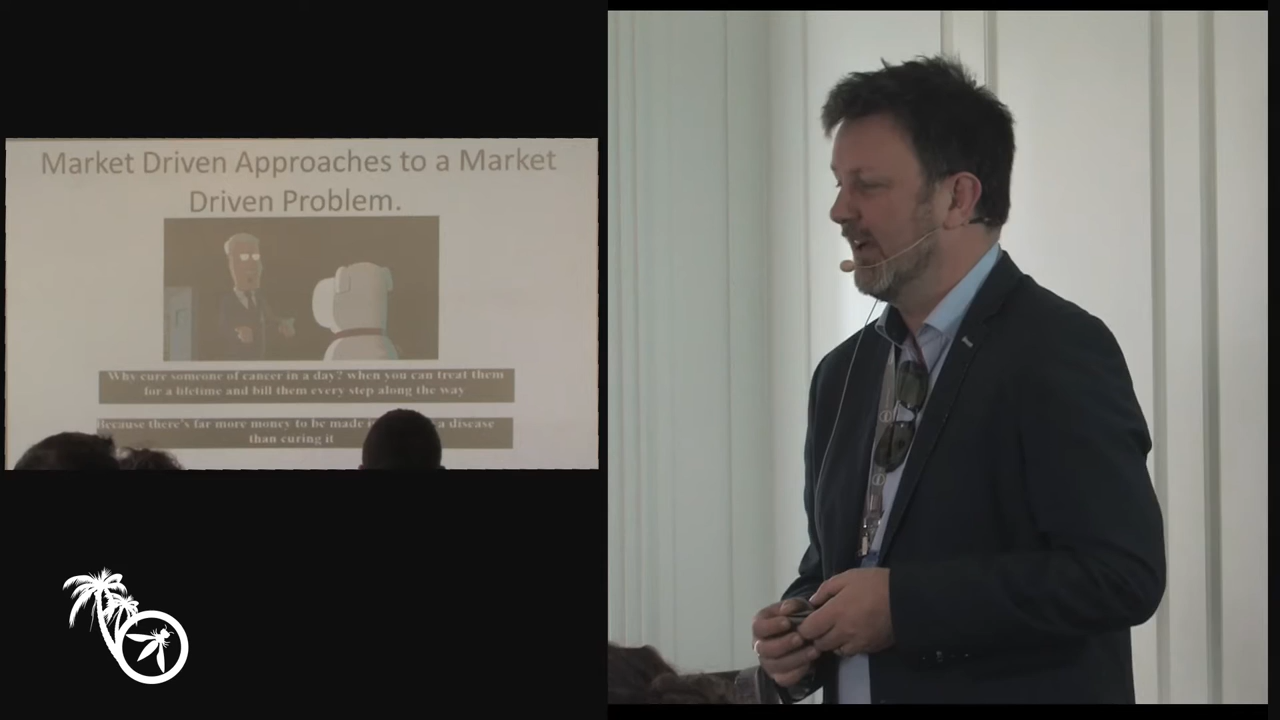 Market Driven Approaches to a Market
Driven Problem.
Why cure someone of cancer in a day? when you can treat them
for a lifetime and bill them every step along the way
Because there's far more money to be made a disease
than curing it